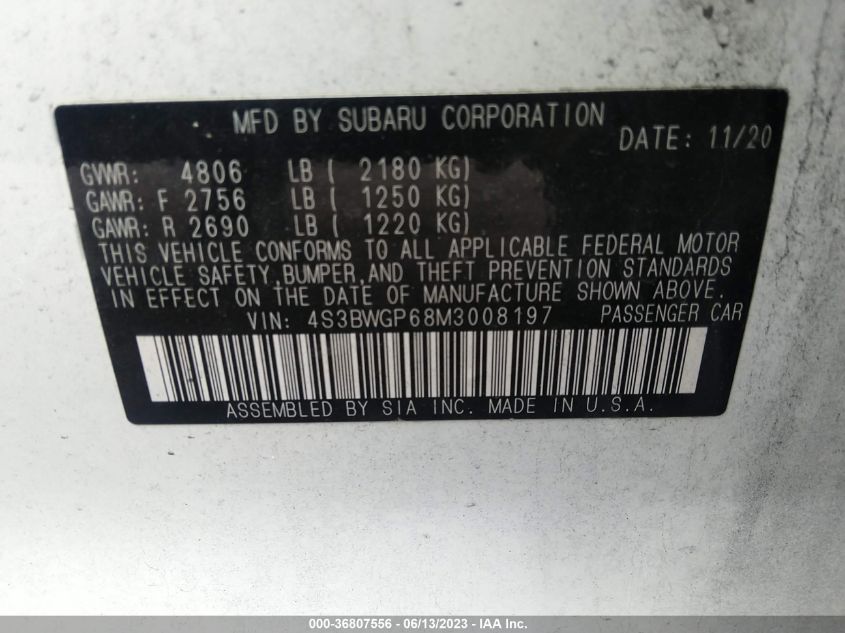 MFD BY SUBARU CORPORATION
DATE: 11/20
GVWR: 4806 LB ( 2180 KG)
GAWR: F 2756 LB ( 1250 KG)
GAWR: R 2690 LB ( 1220 KG)
THIS VEHICLE CONFORMS TO ALL APPLICABLE FEDERAL MOTOR
VEHICLE SAFETY,BUMPER,AND THEFT PREVENTION STANDARDS
IN EFFECT ON THE DATE OF MANUFACTURE SHOWN ABOVE.
VIN: 4S3BWGP68M3008197 PASSENGER CAR
ASSEMBLED BY SIA INC. MADE IN U.S.A.
000-36807556 - 06/13/2023 - IAA Inc.